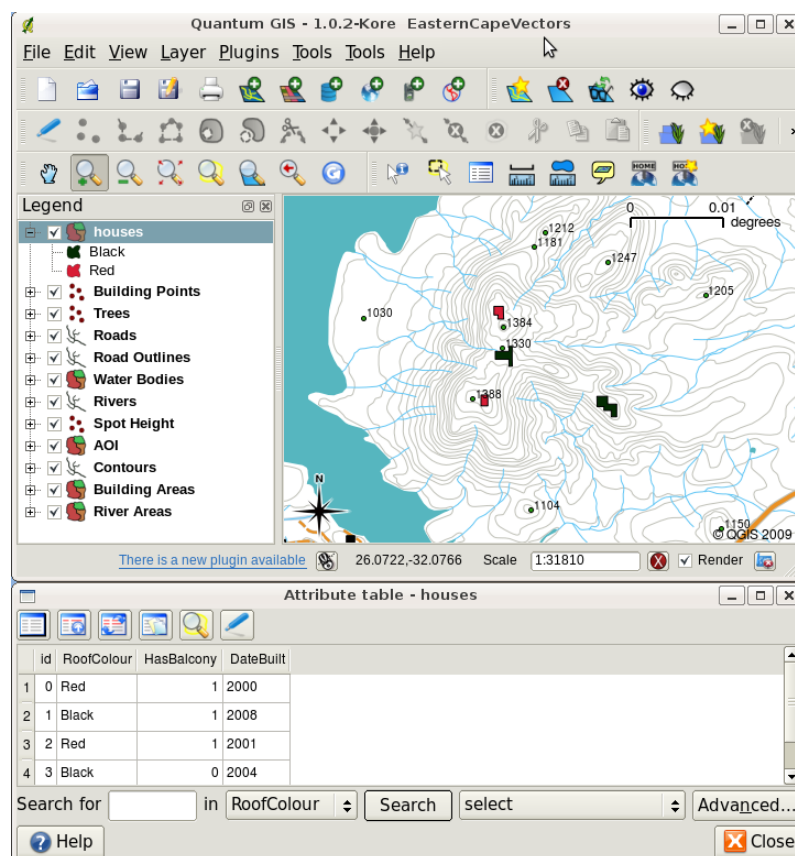 Quantum GIS - 1.0.2-Kore EasternCapeVectors
File Edit View Layer Plugins Tools Tools Help
HOME
Legend
houses
Black
Red
Building Points
Trees
Roads
Road Outlines
Water Bodies
Rivers
Spot Height
AOI
Contours
Building Areas
River Areas
0 0.01
degrees
1212
1181
1247
1205
1030
1384
1330
1388
1104
1150
N
© QGIS 2009
There is a new plugin available 26.0722,-32.0766 Scale 1:31810 Render
Attribute table - houses
id RoofColour HasBalcony DateBuilt
1 0 Red 1 2000
2 1 Black 1 2008
3 2 Red 1 2001
4 3 Black 0 2004
Search for in RoofColour Search select Advanced...
Help Close